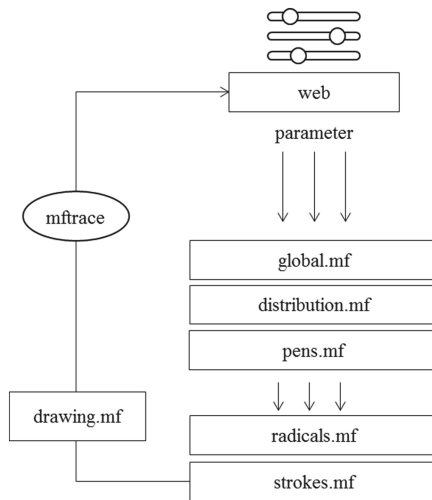 web
parameter
mftrace
global.mf
distribution.mf
pens.mf
drawing.mf
radicals.mf
strokes.mf